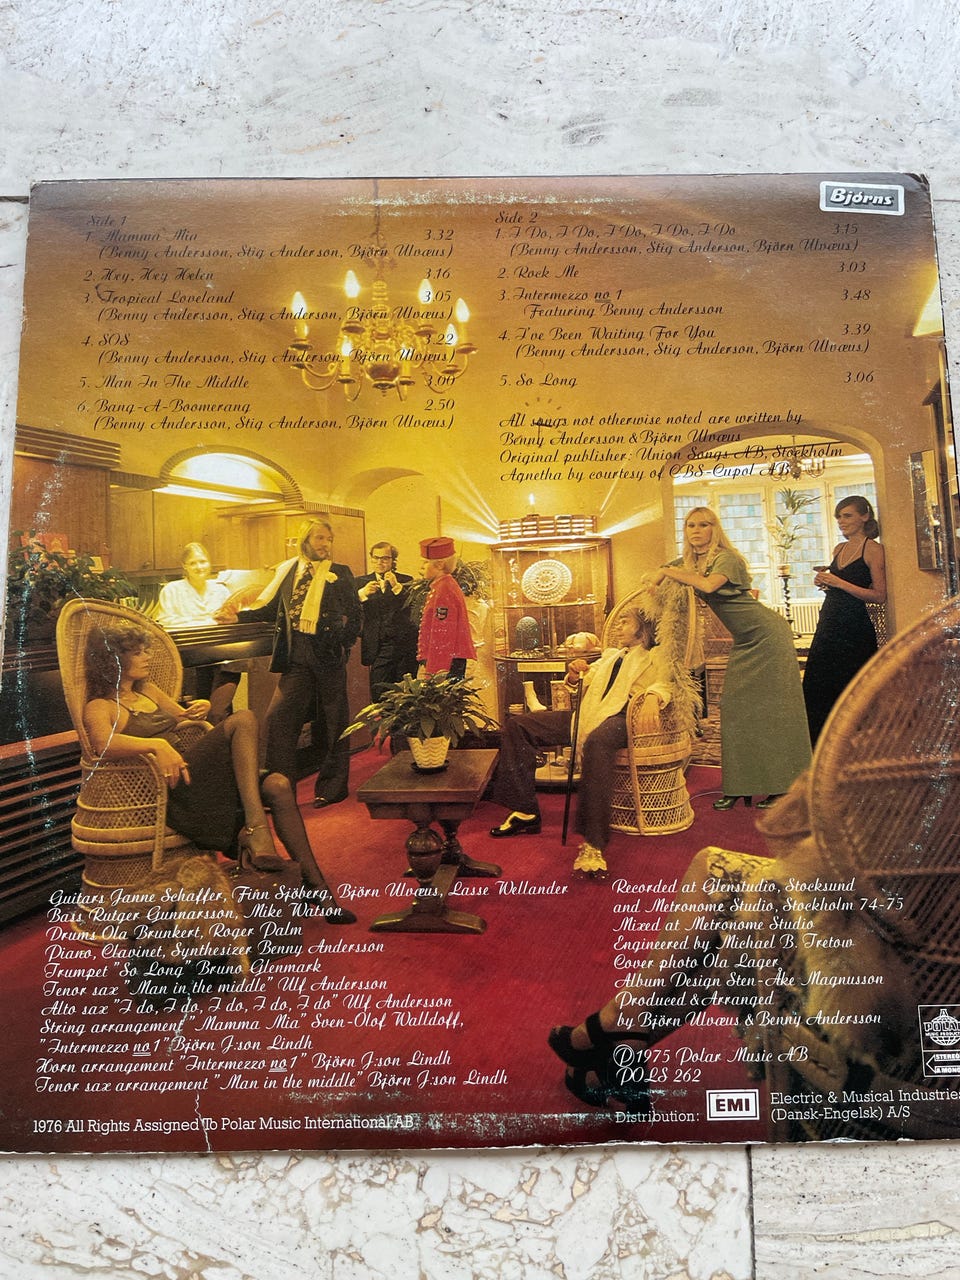 Bjórns
Side 1
1. Mamma Mia 3.32
(Benny Andersson, Stig Anderson, Björn Ulvæus)
2. Hey, Hey Helen 3.16
3. Tropical Loveland 3.05
(Benny Andersson, Stig Anderson, Björn Ulvæus)
4. SOS 3.22
(Benny Andersson, Stig Anderson, Björn Ulvæus)
5. Man In The Middle 3.00
6. Bang-A-Boomerang 2.50
(Benny Andersson, Stig Anderson, Björn Ulvæus)
Side 2
1. I Do, I Do, I Do, I Do, I Do 3.15
(Benny Andersson, Stig Anderson, Björn Ulvæus)
2. Rock Me 3.03
3. Intermezzo no 1 3.48
Featuring Benny Andersson
4. I've Been Waiting For You 3.39
(Benny Andersson, Stig Anderson, Björn Ulvæus)
5. So Long 3.06
All songs not otherwise noted are written by
Benny Andersson & Björn Ulvæus
Original publisher: Union Songs AB, Stockholm
Agnetha by courtesy of CBS-Cupol AB
Guitars Janne Schaffer, Finn Sjöberg, Björn Ulvæus, Lasse Wellander
Bass Rutger Gunnarsson, Mike Watson
Drums Ola Brunkert, Roger Palm
Piano, Clavinet, Synthesizer Benny Andersson
Trumpet "So Long" Bruno Glenmark
Tenor sax "Man in the middle" Ulf Andersson
Alto sax "I do, I do, I do, I do, I do" Ulf Andersson
String arrangement "Mamma Mia" Sven-Olof Walldoff,
"Intermezzo no 1" Björn J:son Lindh
Horn arrangement "Intermezzo no 1" Björn J:son Lindh
Tenor sax arrangement "Man in the middle" Björn J:son Lindh
1976 All Rights Assigned To Polar Music International AB
Recorded at Glenstudio, Stocksund
and Metronome Studio, Stockholm 74-75
Mixed at Metronome Studio
Engineered by Michael B. Tretow
Cover photo Ola Lager
Album Design Sten-Åke Magnusson
Produced & Arranged
by Björn Ulvæus & Benny Andersson
Ⓟ1975 Polar Music AB
POLS 262
Distribution: EMI Electric & Musical Industries
(Dansk-Engelsk) A/S
POLAR
STEREO